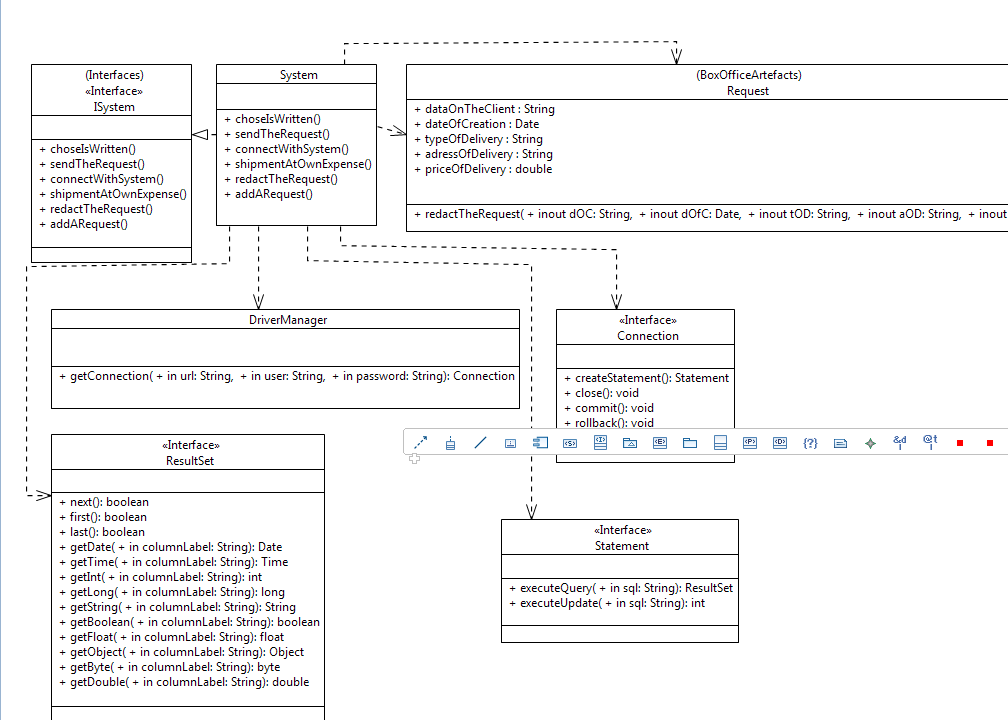 (Interfaces)
«Interface»
ISystem
+ choseIsWritten()
+ sendTheRequest()
+ connectWithSystem()
+ shipmentAtOwnExpense()
+ redactTheRequest()
+ addARequest()
System
+ choseIsWritten()
+ sendTheRequest()
+ connectWithSystem()
+ shipmentAtOwnExpense()
+ redactTheRequest()
+ addARequest()
(BoxOfficeArtefacts)
Request
+ dataOnTheClient : String
+ dateOfCreation : Date
+ typeOfDelivery : String
+ adressOfDelivery : String
+ priceOfDelivery : double
+ redactTheRequest( + inout dOC: String, + inout dOfC: Date, + inout tOD: String, + inout aOD: String, + inout
DriverManager
+ getConnection( + in url: String, + in user: String, + in password: String): Connection
«Interface»
Connection
+ createStatement(): Statement
+ close(): void
+ commit(): void
+ rollback(): void
<S>
<I>
<E>
<P>
<D>
{?}
&d
@t
«Interface»
ResultSet
+ next(): boolean
+ first(): boolean
+ last(): boolean
+ getDate( + in columnLabel: String): Date
+ getTime( + in columnLabel: String): Time
+ getInt( + in columnLabel: String): int
+ getLong( + in columnLabel: String): long
+ getString( + in columnLabel: String): String
+ getBoolean( + in columnLabel: String): boolean
+ getFloat( + in columnLabel: String): float
+ getObject( + in columnLabel: String): Object
+ getByte( + in columnLabel: String): byte
+ getDouble( + in columnLabel: String): double
«Interface»
Statement
+ executeQuery( + in sql: String): ResultSet
+ executeUpdate( + in sql: String): int